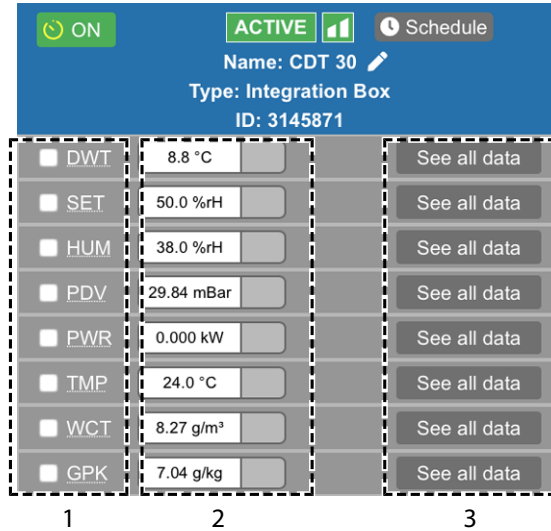 ON ACTIVE Schedule
Name: CDT 30
Type: Integration Box
ID: 3145871
DWT 8.8 °C See all data
SET 50.0 %rH See all data
HUM 38.0 %rH See all data
PDV 29.84 mBar See all data
PWR 0.000 kW See all data
TMP 24.0 °C See all data
WCT 8.27 g/m³ See all data
GPK 7.04 g/kg See all data
1 2 3